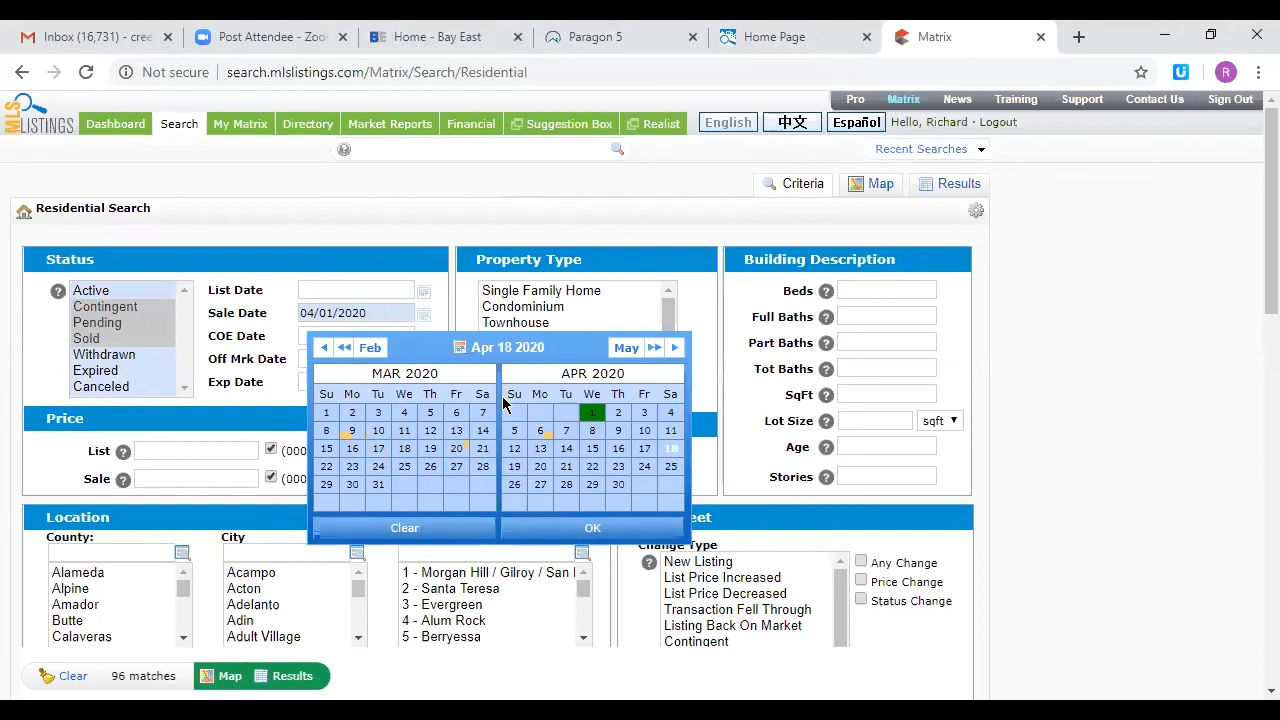 Inbox (16,731) - cree
Post Attendee - Zoo
Home - Bay East
Paragon 5
Home Page
Matrix
Not secure
search.mlslistings.com/Matrix/Search/Residential
R
MLS
LISTINGS
Pro
Matrix
News
Training
Support
Contact Us
Sign Out
Dashboard
Search
My Matrix
Directory
Market Reports
Financial
Suggestion Box
Realist
English
中文
Español
Hello, Richard · Logout
Recent Searches
Criteria
Map
Results
Residential Search
Status
Active
Contingent
Pending
Sold
Withdrawn
Expired
Canceled
List Date
Sale Date
04/01/2020
COE Date
Off Mrk Date
Exp Date
Property Type
Single Family Home
Condominium
Townhouse
Building Description
Beds
Full Baths
Part Baths
Tot Baths
SqFt
Lot Size
sqft
Age
Stories
Feb
Apr 18 2020
May
MAR 2020
Su Mo Tu We Th Fr Sa
1 2 3 4 5 6 7
8 9 10 11 12 13 14
15 16 17 18 19 20 21
22 23 24 25 26 27 28
29 30 31
APR 2020
Su Mo Tu We Th Fr Sa
1 2 3 4
5 6 7 8 9 10 11
12 13 14 15 16 17 18
19 20 21 22 23 24 25
26 27 28 29 30
Clear
OK
Price
List
(000
Sale
(000
Location
County:
Alameda
Alpine
Amador
Butte
Calaveras
City
Acampo
Acton
Adelanto
Adin
Adult Village
1 - Morgan Hill / Gilroy / San
2 - Santa Teresa
3 - Evergreen
4 - Alum Rock
5 - Berryessa
eet
Change Type
New Listing
List Price Increased
List Price Decreased
Transaction Fell Through
Listing Back On Market
Contingent
Any Change
Price Change
Status Change
Clear
96 matches
Map
Results